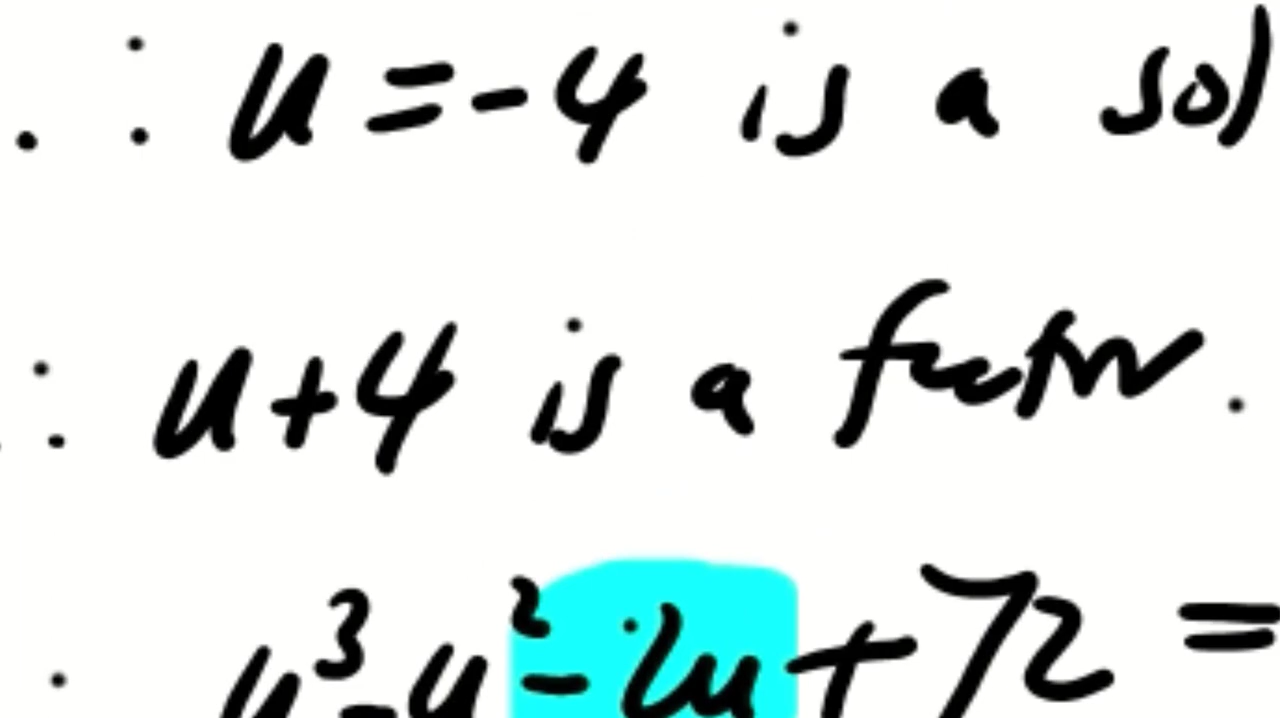 ∴ u = -4 is a sol
∴ u+4 is a factor.
u³-u²-2u+72 =